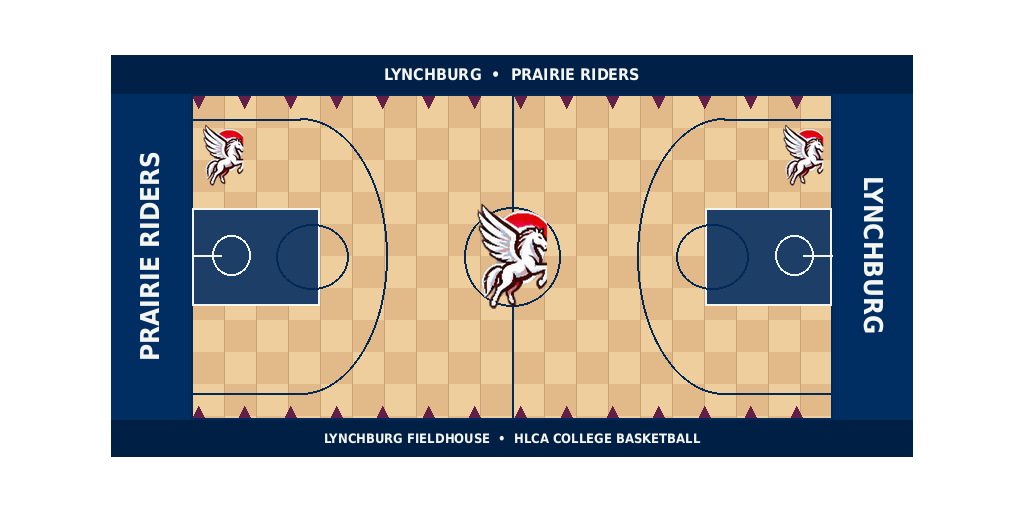 LYNCHBURG • PRAIRIE RIDERS
PRAIRIE RIDERS
LYNCHBURG
LYNCHBURG FIELDHOUSE • HLCA COLLEGE BASKETBALL